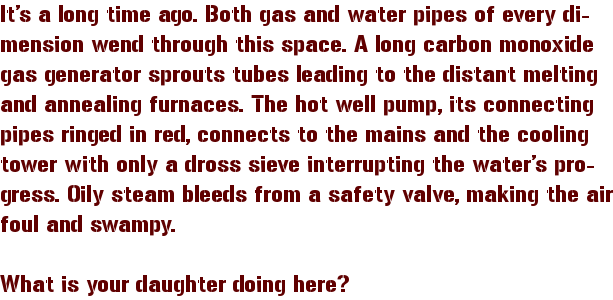 It's a long time ago. Both gas and water pipes of every di-
mension wend through this space. A long carbon monoxide
gas generator sprouts tubes leading to the distant melting
and annealing furnaces. The hot well pump, its connecting
pipes ringed in red, connects to the mains and the cooling
tower with only a dross sieve interrupting the water's pro-
gress. Oily steam bleeds from a safety valve, making the air
foul and swampy.

What is your daughter doing here?